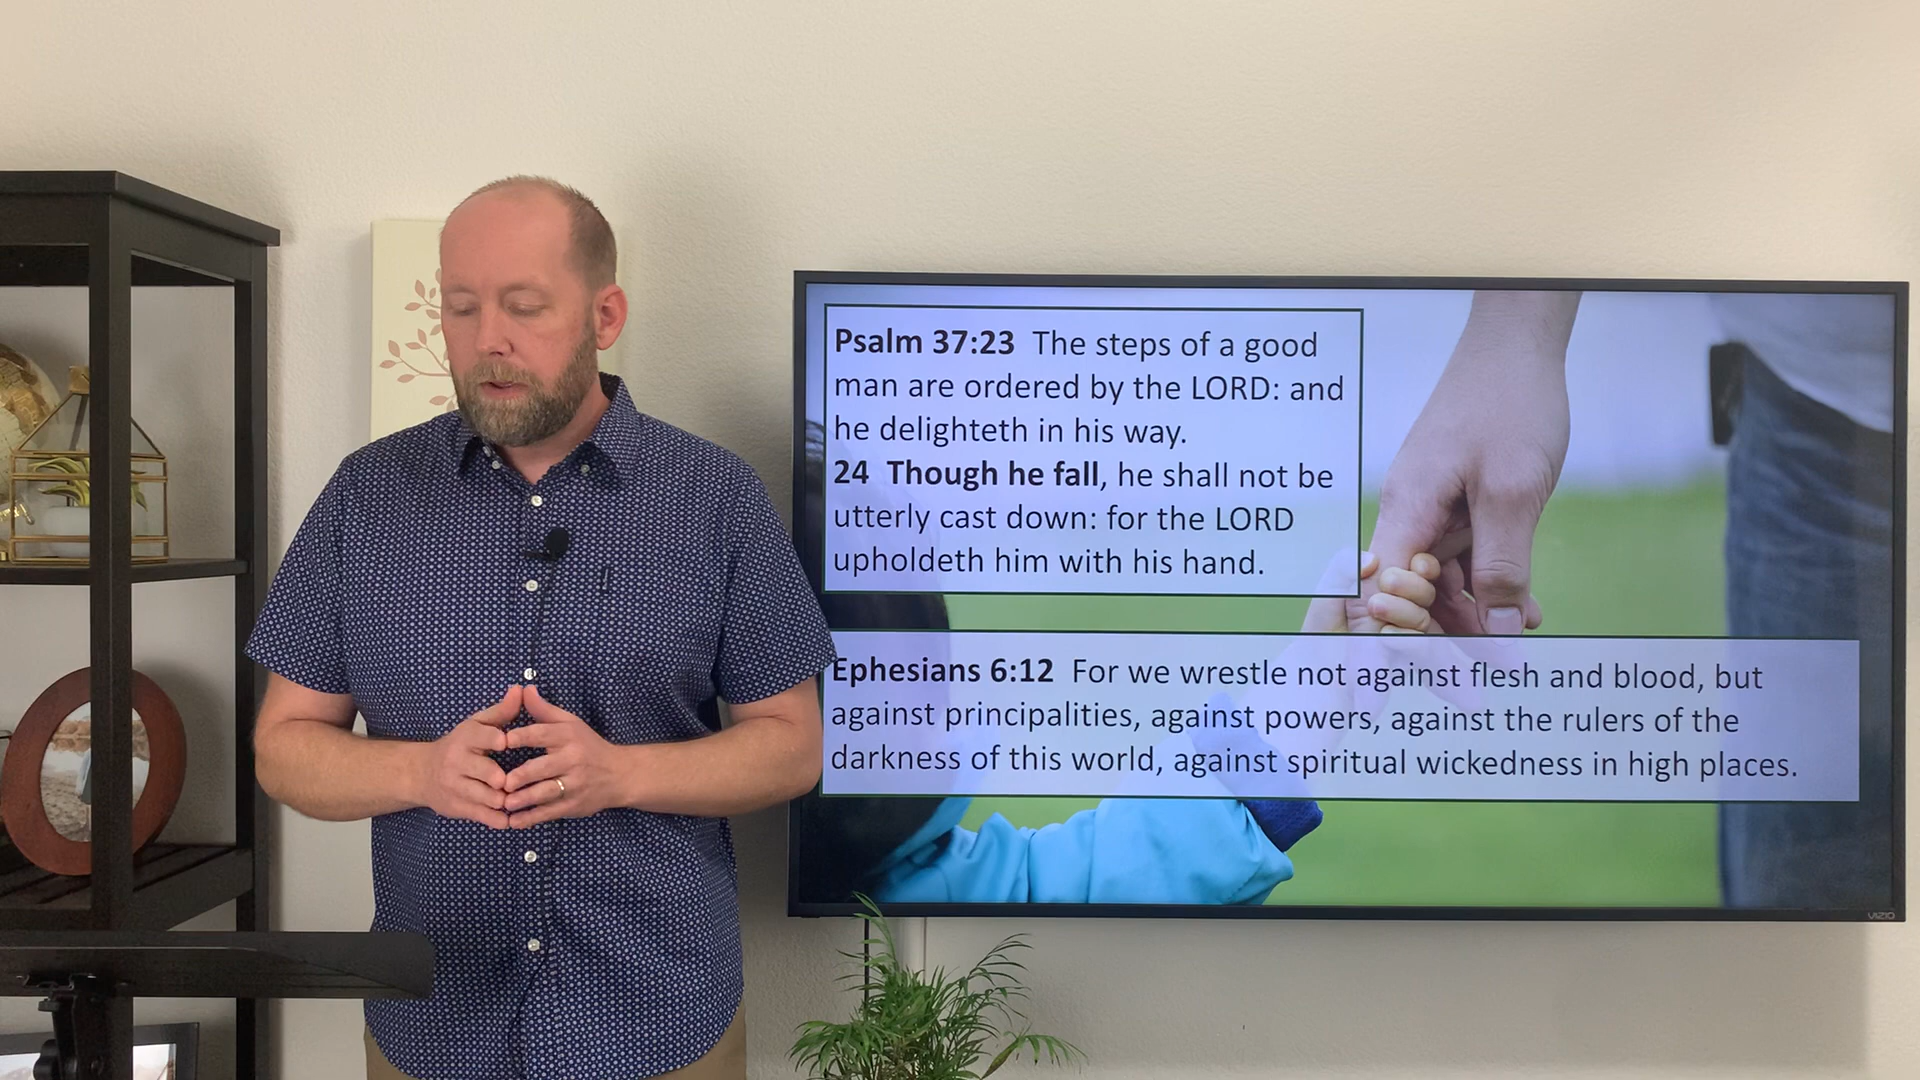 Psalm 37:23 The steps of a good
man are ordered by the LORD: and
he delighteth in his way.
24 Though he fall, he shall not be
utterly cast down: for the LORD
upholdeth him with his hand.
Ephesians 6:12 For we wrestle not against flesh and blood, but
against principalities, against powers, against the rulers of the
darkness of this world, against spiritual wickedness in high places.
VIZIO